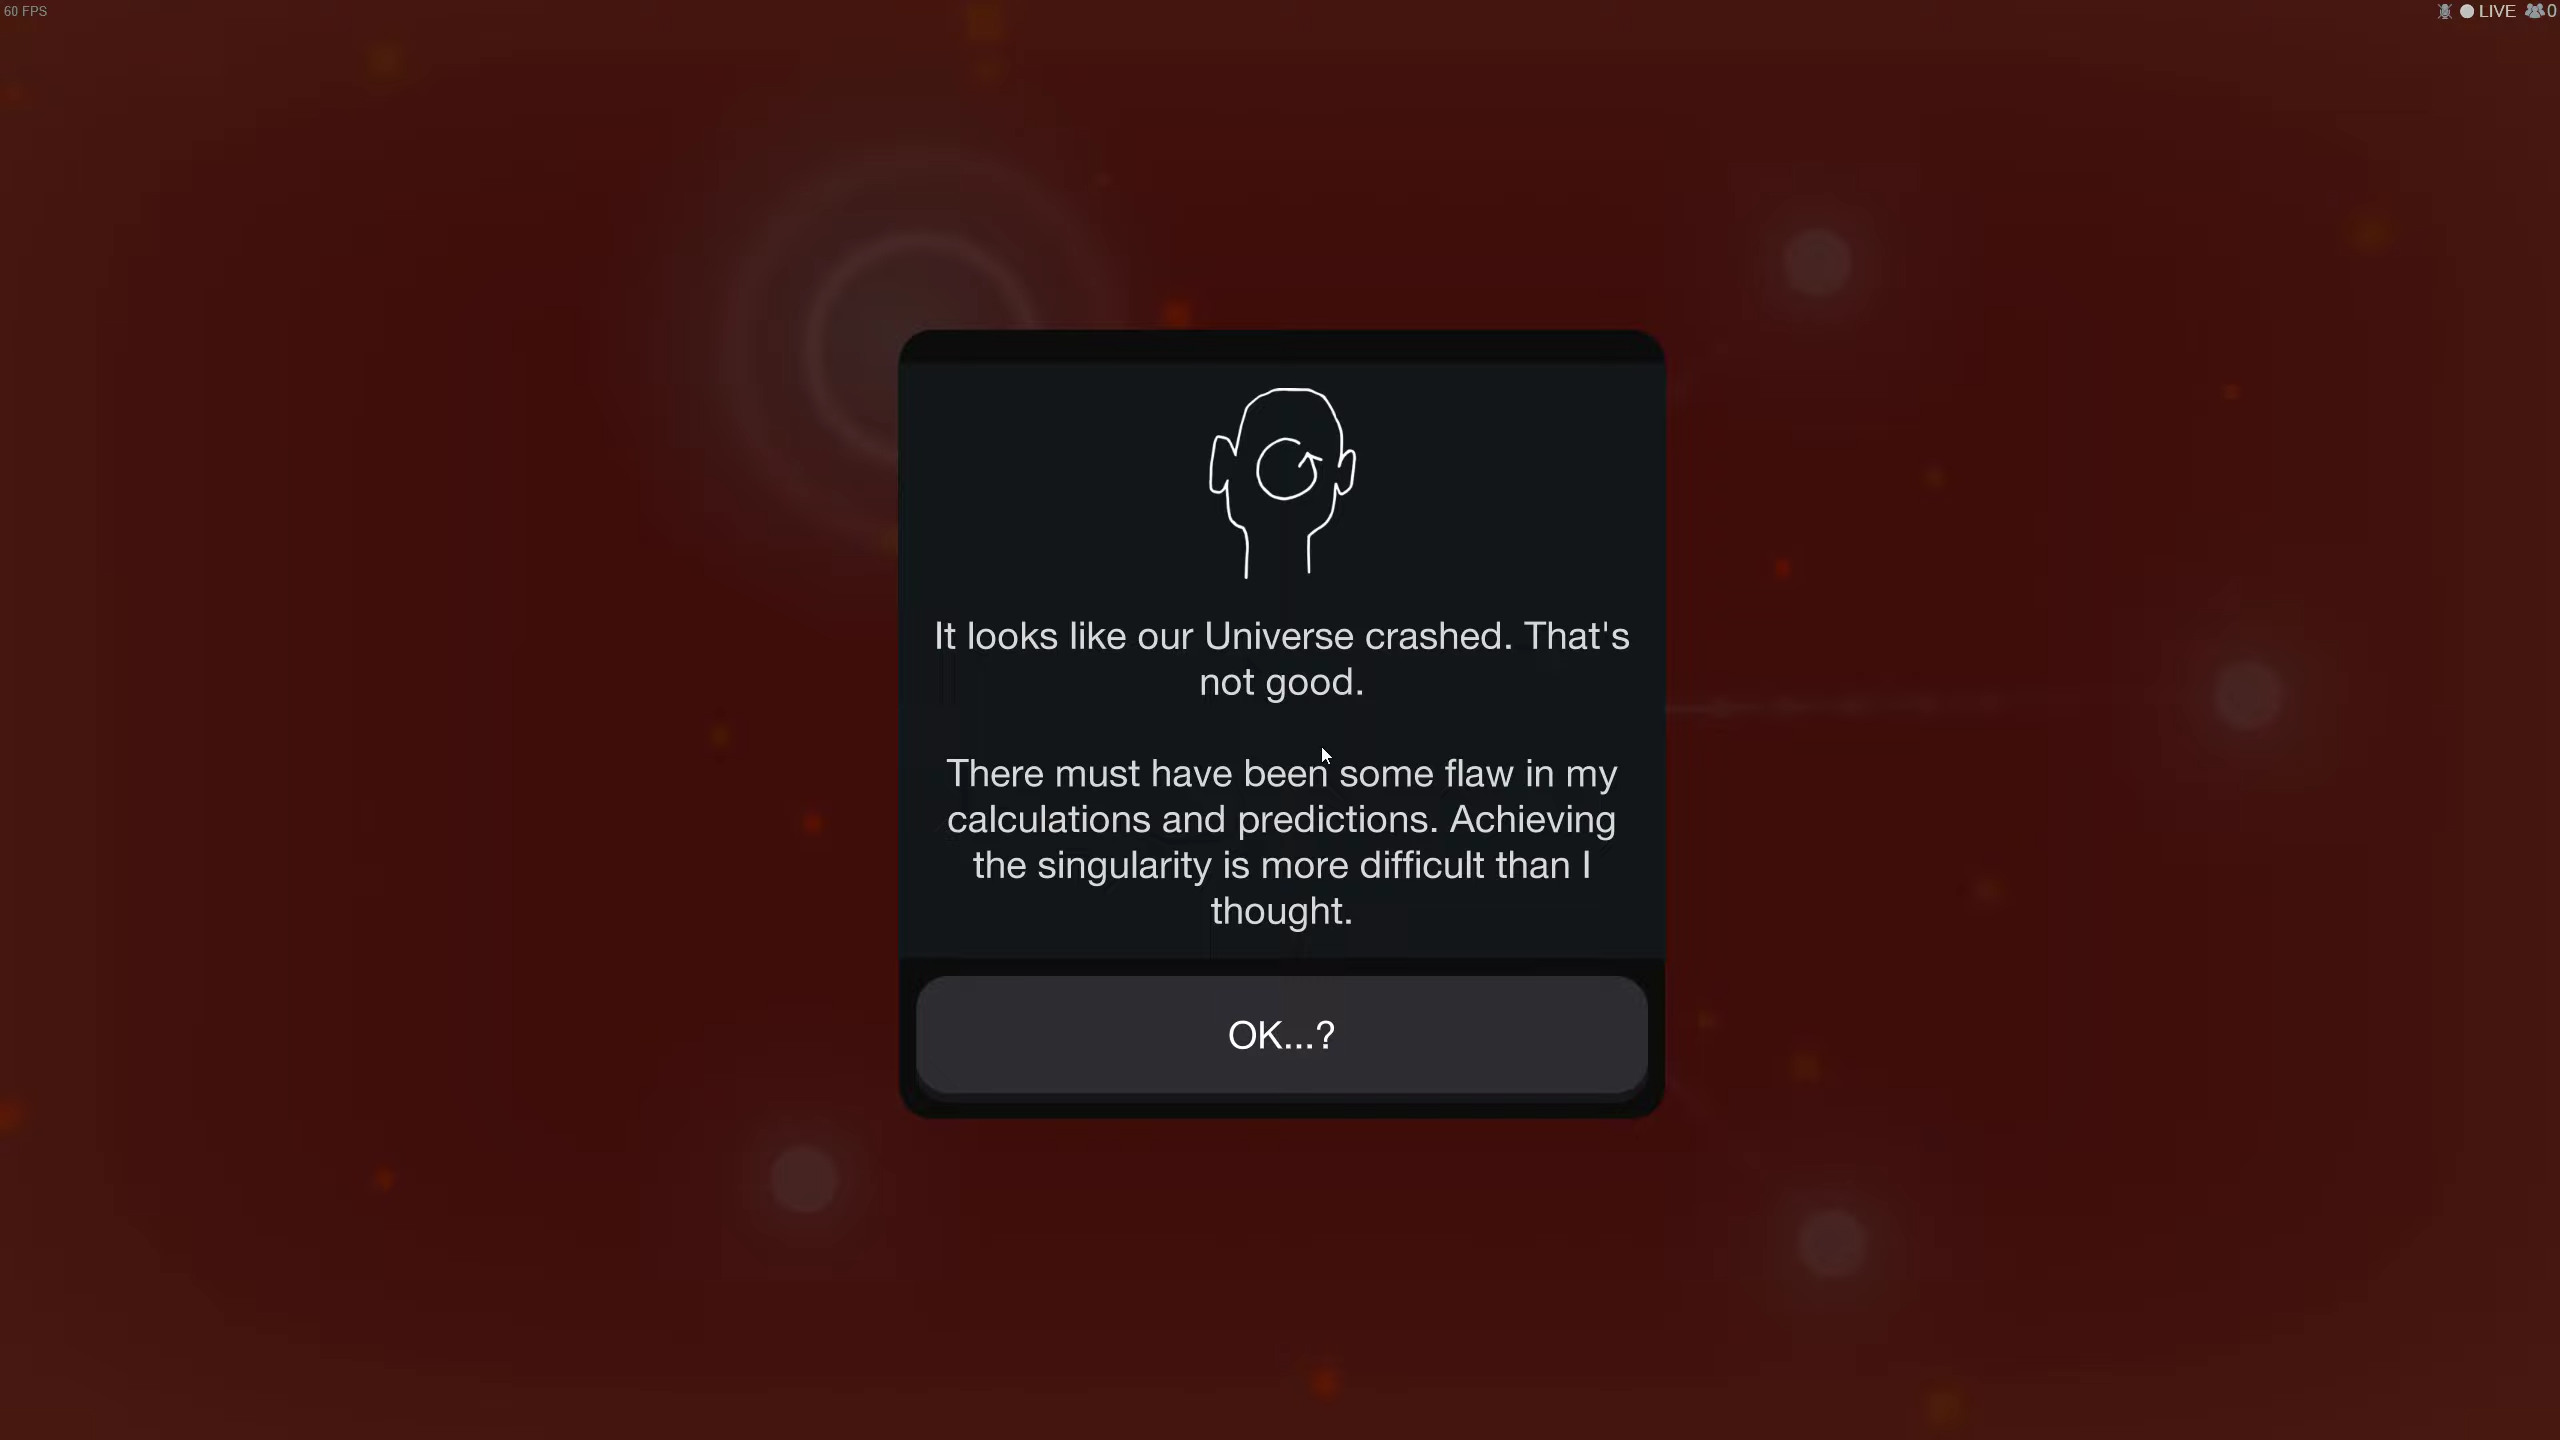 60 FPS
LIVE 0
It looks like our Universe crashed. That's
not good.
There must have been some flaw in my
calculations and predictions. Achieving
the singularity is more difficult than I
thought.
OK...?